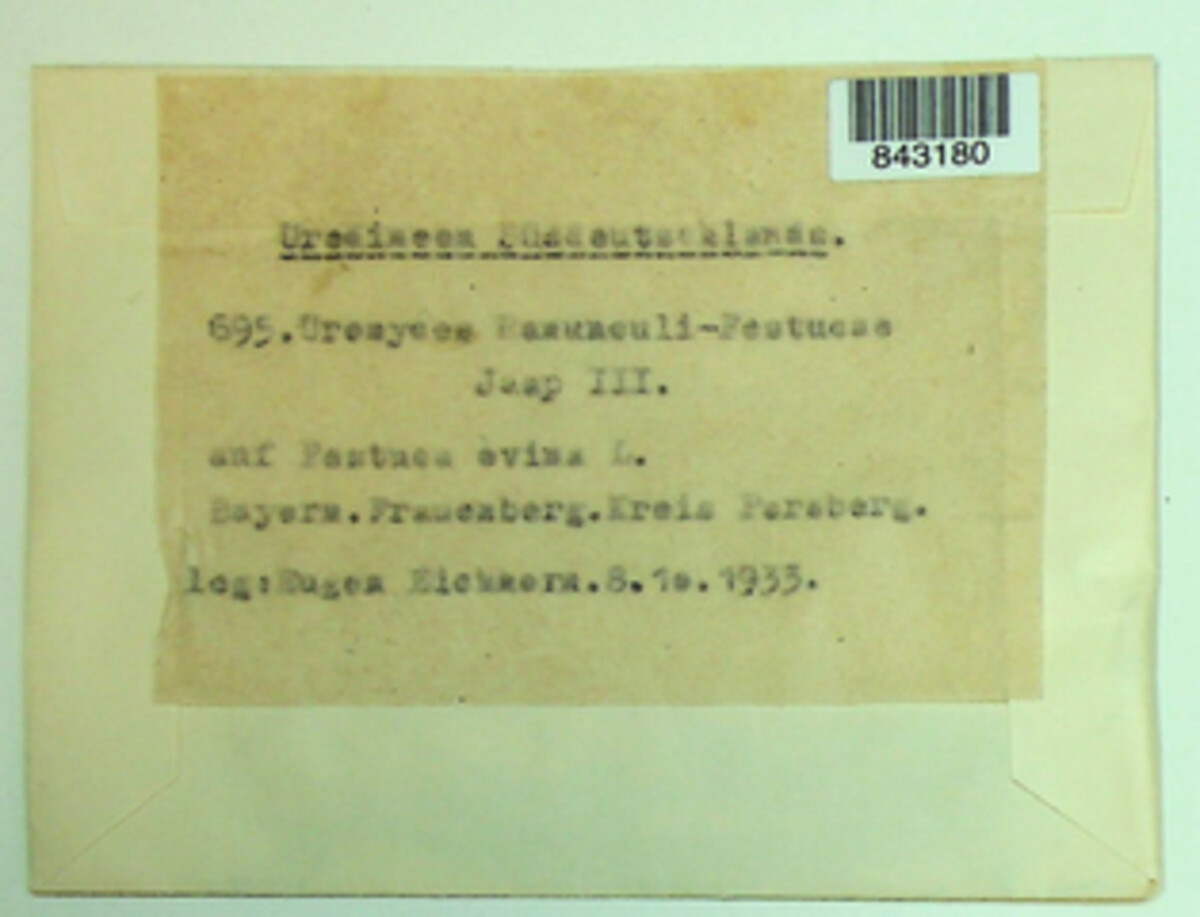 843180
Uredineen Süddeutschlands.
695.Uromyces Ranunculi-Festucae
Jaap III.
auf Festuca ovina L.
Bayern.Frauenberg.Kreis Parsberg.
leg:Eugen Eichhorn.8.1o.1933.